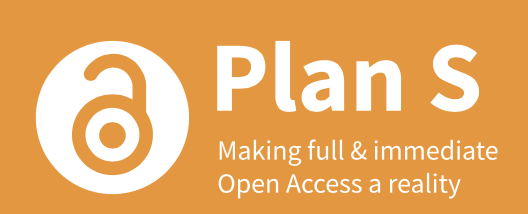 Plan S
Making full & immediate
Open Access a reality